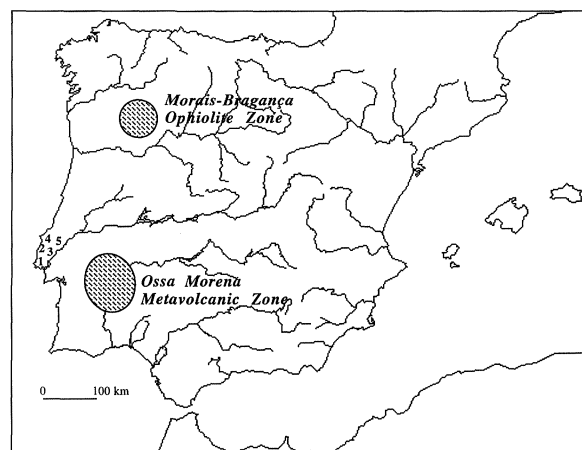 Morais-Bragança
Ophiolite Zone
4
2 5
3
1
Ossa Morena
Metavolcanic Zone
0 100 km